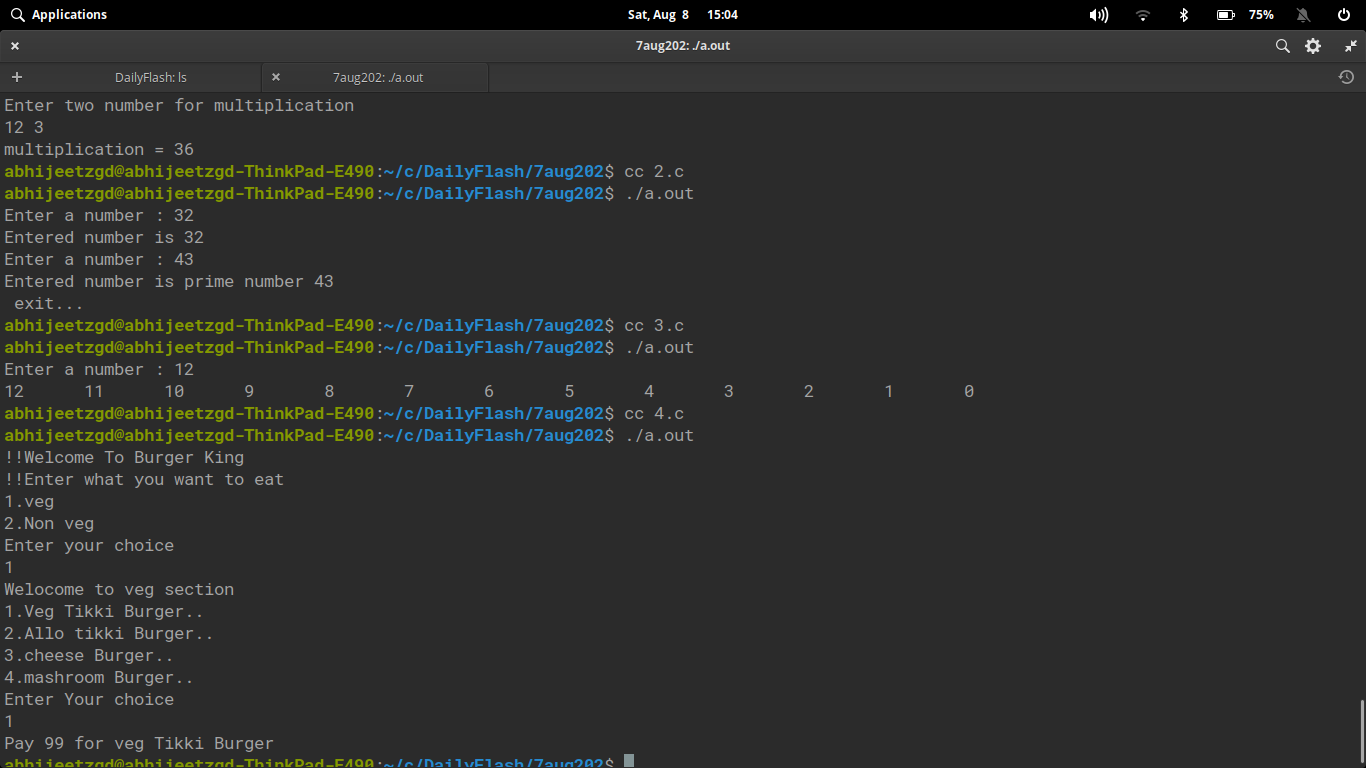 Applications
Sat, Aug 8 15:04
75%
7aug202: ./a.out
DailyFlash: ls
7aug202: ./a.out
Enter two number for multiplication
12 3
multiplication = 36
abhijeetzgd@abhijeetzgd-ThinkPad-E490:~/c/DailyFlash/7aug202$ cc 2.c
abhijeetzgd@abhijeetzgd-ThinkPad-E490:~/c/DailyFlash/7aug202$ ./a.out
Enter a number : 32
Entered number is 32
Enter a number : 43
Entered number is prime number 43
 exit...
abhijeetzgd@abhijeetzgd-ThinkPad-E490:~/c/DailyFlash/7aug202$ cc 3.c
abhijeetzgd@abhijeetzgd-ThinkPad-E490:~/c/DailyFlash/7aug202$ ./a.out
Enter a number : 12
12 11 10 9 8 7 6 5 4 3 2 1 0
abhijeetzgd@abhijeetzgd-ThinkPad-E490:~/c/DailyFlash/7aug202$ cc 4.c
abhijeetzgd@abhijeetzgd-ThinkPad-E490:~/c/DailyFlash/7aug202$ ./a.out
!!Welcome To Burger King
!!Enter what you want to eat
1.veg
2.Non veg
Enter your choice
1
Welocome to veg section
1.Veg Tikki Burger..
2.Allo tikki Burger..
3.cheese Burger..
4.mashroom Burger..
Enter Your choice
1
Pay 99 for veg Tikki Burger
abhijeetzgd@abhijeetzgd-ThinkPad-E490:~/c/DailyFlash/7aug202$